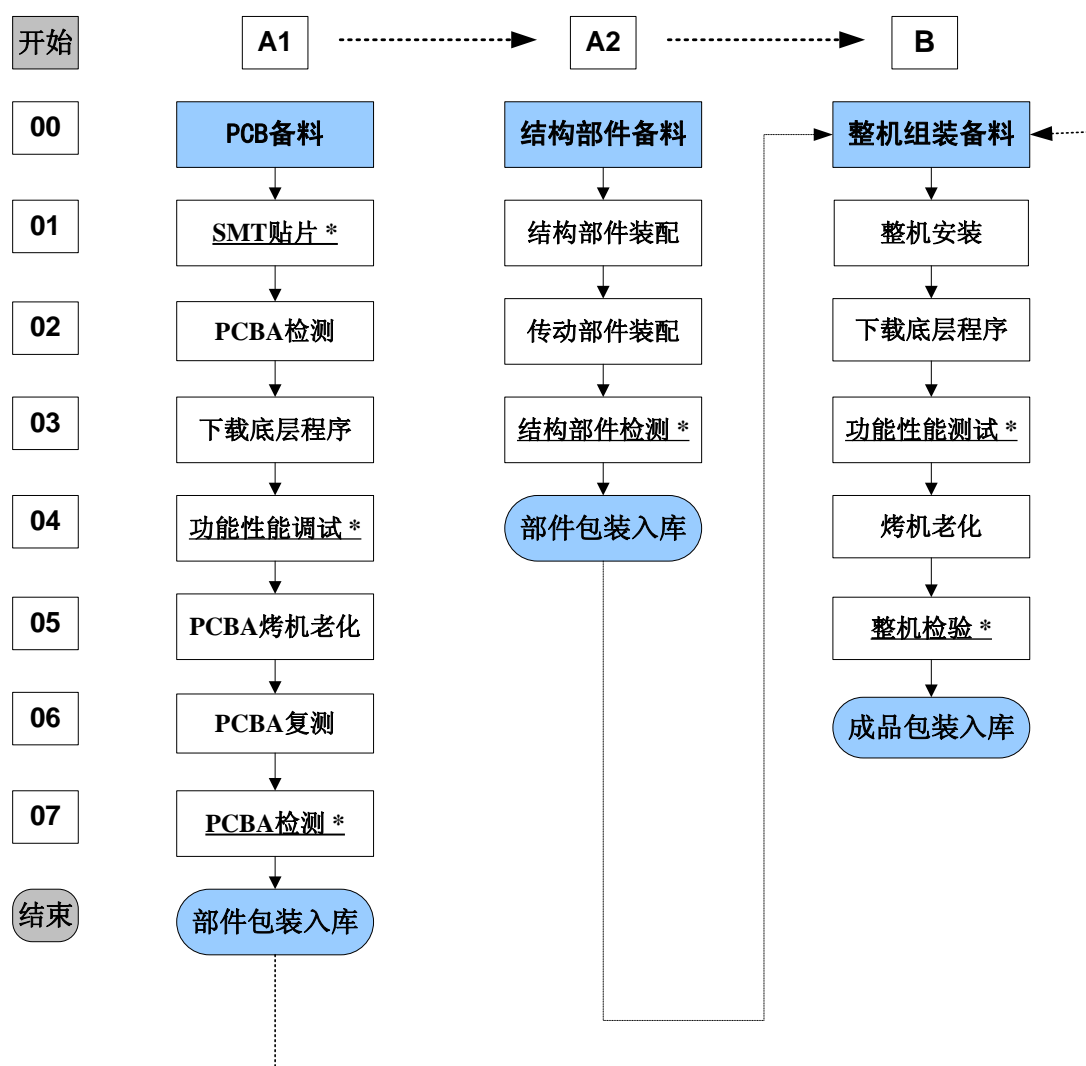 开始
A1
A2
B
00
PCB备料
结构部件备料
整机组装备料
01
SMT贴片 *
结构部件装配
整机安装
02
PCBA检测
传动部件装配
下载底层程序
03
下载底层程序
结构部件检测 *
功能性能测试 *
04
功能性能调试 *
部件包装入库
烤机老化
05
PCBA烤机老化
整机检验 *
06
PCBA复测
成品包装入库
07
PCBA检测 *
结束
部件包装入库